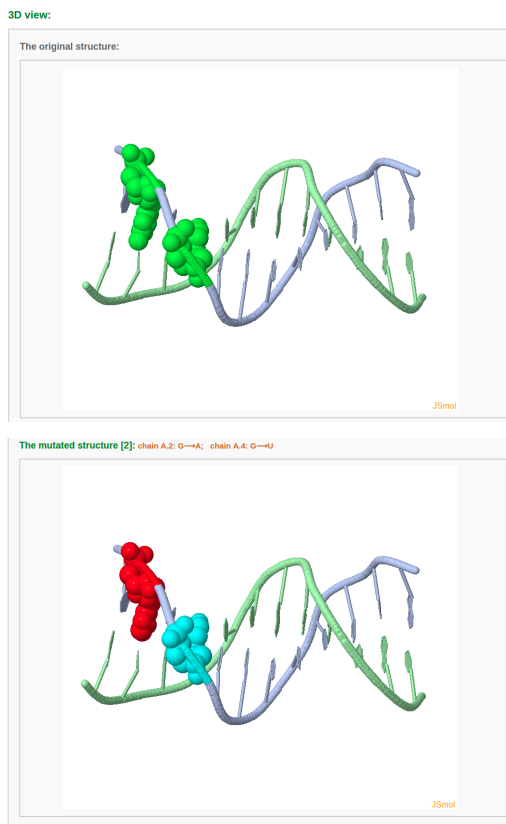 3D view:
The original structure:
JSmol
The mutated structure [2]: chain A.2: G⟶A;   chain A.4: G⟶U
JSmol